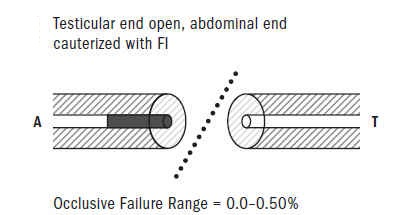 Testicular end open, abdominal end
cauterized with FI
A
T
Occlusive Failure Range = 0.0–0.50%